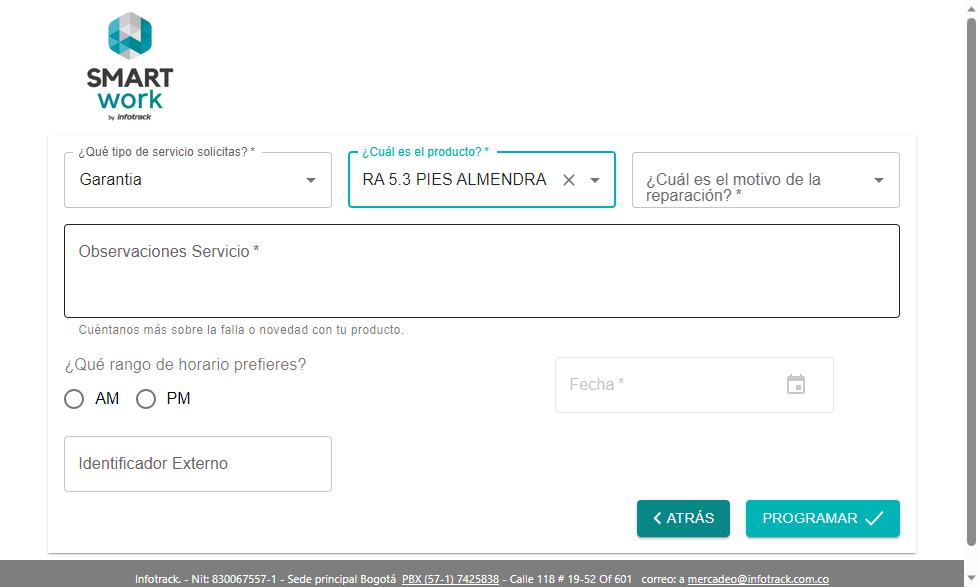 SMART
work
by infotrack
¿Qué tipo de servicio solicitas? *
Garantia
¿Cuál es el producto? *
RA 5.3 PIES ALMENDRA
¿Cuál es el motivo de la
reparación? *
Observaciones Servicio *
Cuéntanos más sobre la falla o novedad con tu producto.
¿Qué rango de horario prefieres?
AM
PM
Fecha *
Identificador Externo
ATRÁS
PROGRAMAR
Infotrack. - Nit: 830067557-1 - Sede principal Bogotá PBX (57-1) 7425838 - Calle 118 # 19-52 Of 601 correo: a mercadeo@infotrack.com.co